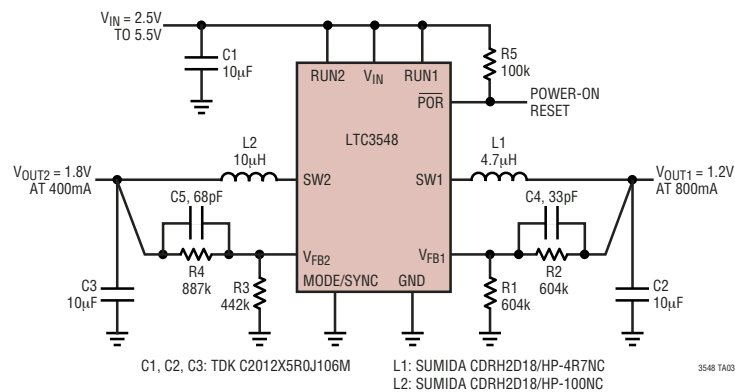 VIN = 2.5V
TO 5.5V
C1
10µF
RUN2
VIN
RUN1
R5
100k
POR
POWER-ON
RESET
LTC3548
L2
10µH
L1
4.7µH
VOUT2 = 1.8V
AT 400mA
SW2
SW1
VOUT1 = 1.2V
AT 800mA
C5, 68pF
C4, 33pF
VFB2
VFB1
R4
887k
R3
442k
MODE/SYNC
GND
R1
604k
R2
604k
C3
10µF
C2
10µF
C1, C2, C3: TDK C2012X5R0J106M
L1: SUMIDA CDRH2D18/HP-4R7NC
L2: SUMIDA CDRH2D18/HP-100NC
3548 TA03